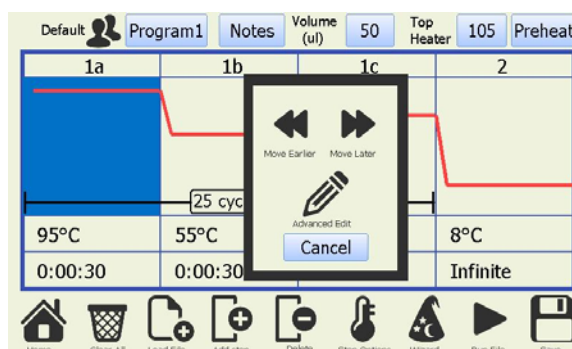 Default Program1 Notes Volume (ul) 50 Top Heater 105 Preheat
1a 1b 1c 2
Move Earlier Move Later
25 cyc
Advanced Edit
Cancel
95°C 55°C 8°C
0:00:30 0:00:30 Infinite